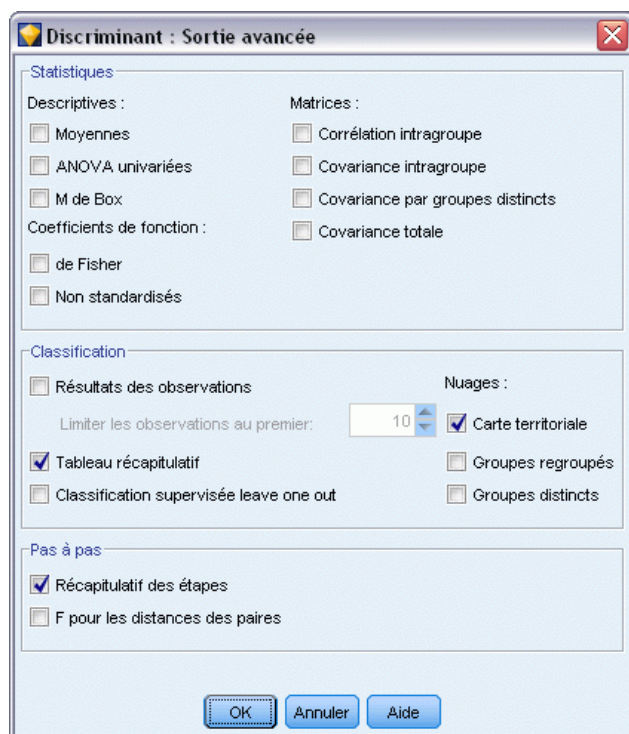 Discriminant : Sortie avancée
Statistiques
Descriptives :
Moyennes
ANOVA univariées
M de Box
Coefficients de fonction :
de Fisher
Non standardisés
Matrices :
Corrélation intragroupe
Covariance intragroupe
Covariance par groupes distincts
Covariance totale
Classification
Résultats des observations
Limiter les observations au premier: 10
Tableau récapitulatif
Classification supervisée leave one out
Nuages :
Carte territoriale
Groupes regroupés
Groupes distincts
Pas à pas
Récapitulatif des étapes
F pour les distances des paires
OK Annuler Aide